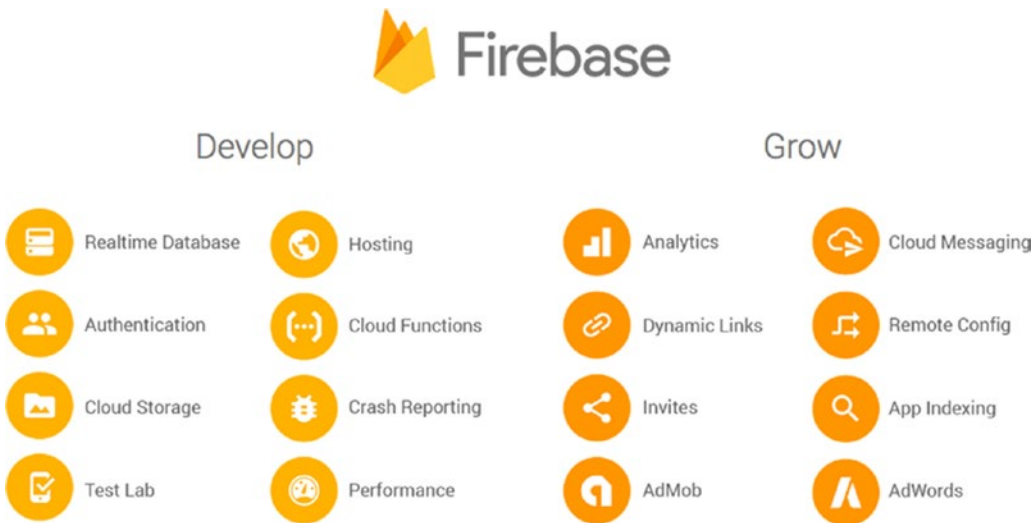 Firebase
Develop
Grow
Realtime Database
Hosting
Analytics
Cloud Messaging
Authentication
Cloud Functions
Dynamic Links
Remote Config
Cloud Storage
Crash Reporting
Invites
App Indexing
Test Lab
Performance
AdMob
AdWords